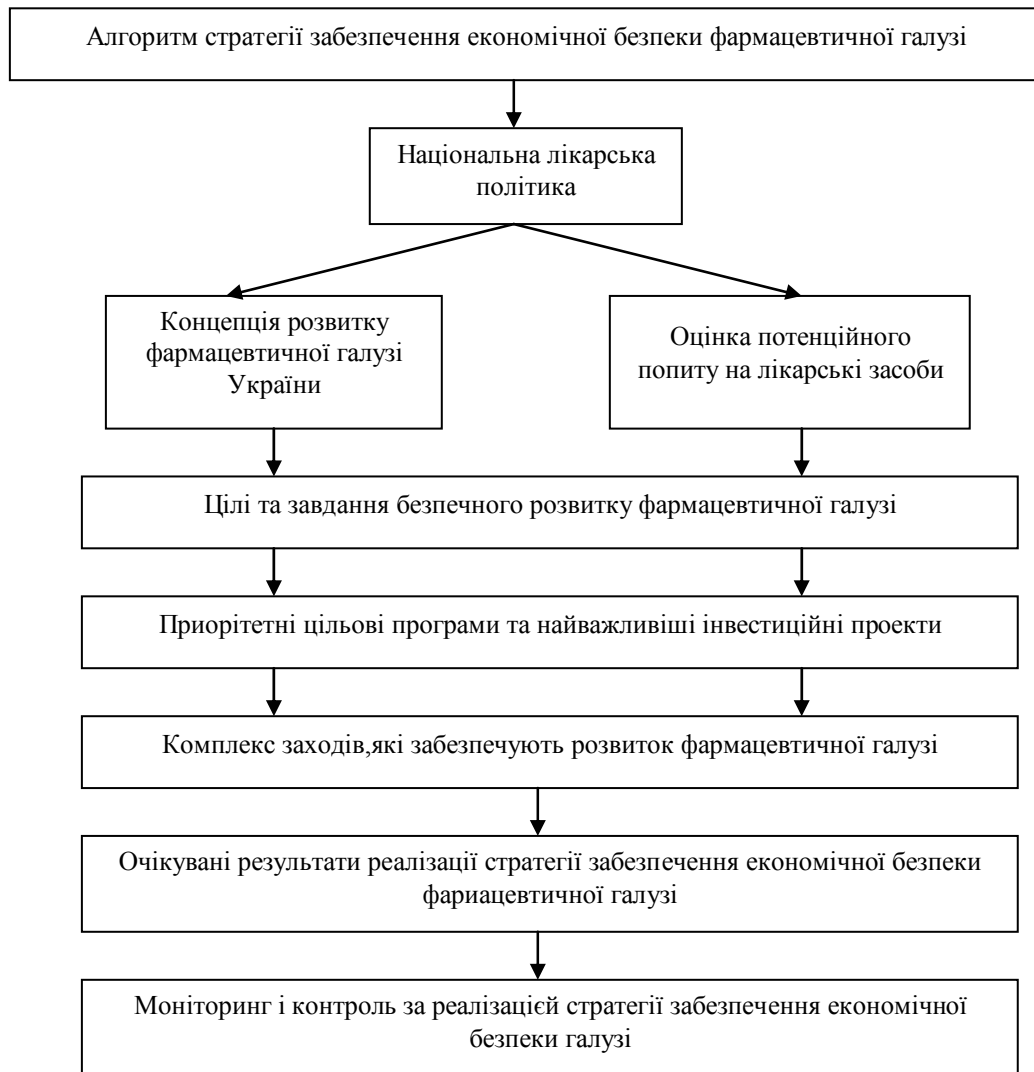 Алгоритм стратегії забезпечення економічної безпеки фармацевтичної галузі
Національна лікарська
політика
Концепція розвитку
фармацевтичної галузі
України
Оцінка потенційного
попиту на лікарські засоби
Цілі та завдання безпечного розвитку фармацевтичної галузі
Приорітетні цільові програми та найважливіші інвестиційні проекти
Комплекс заходів,які забезпечують розвиток фармацевтичної галузі
Очікувані результати реалізації стратегії забезпечення економічної безпеки
фариацевтичної галузі
Моніторинг і контроль за реалізацієй стратегії забезпечення економічної
безпеки галузі